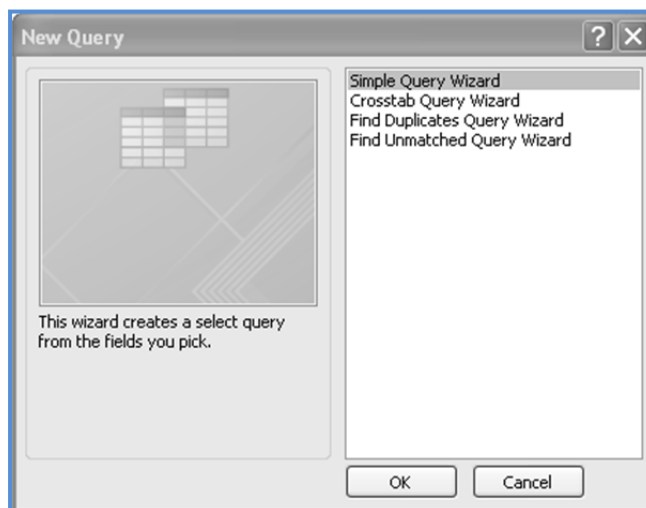 New Query
?
Simple Query Wizard
Crosstab Query Wizard
Find Duplicates Query Wizard
Find Unmatched Query Wizard
This wizard creates a select query
from the fields you pick.
OK
Cancel